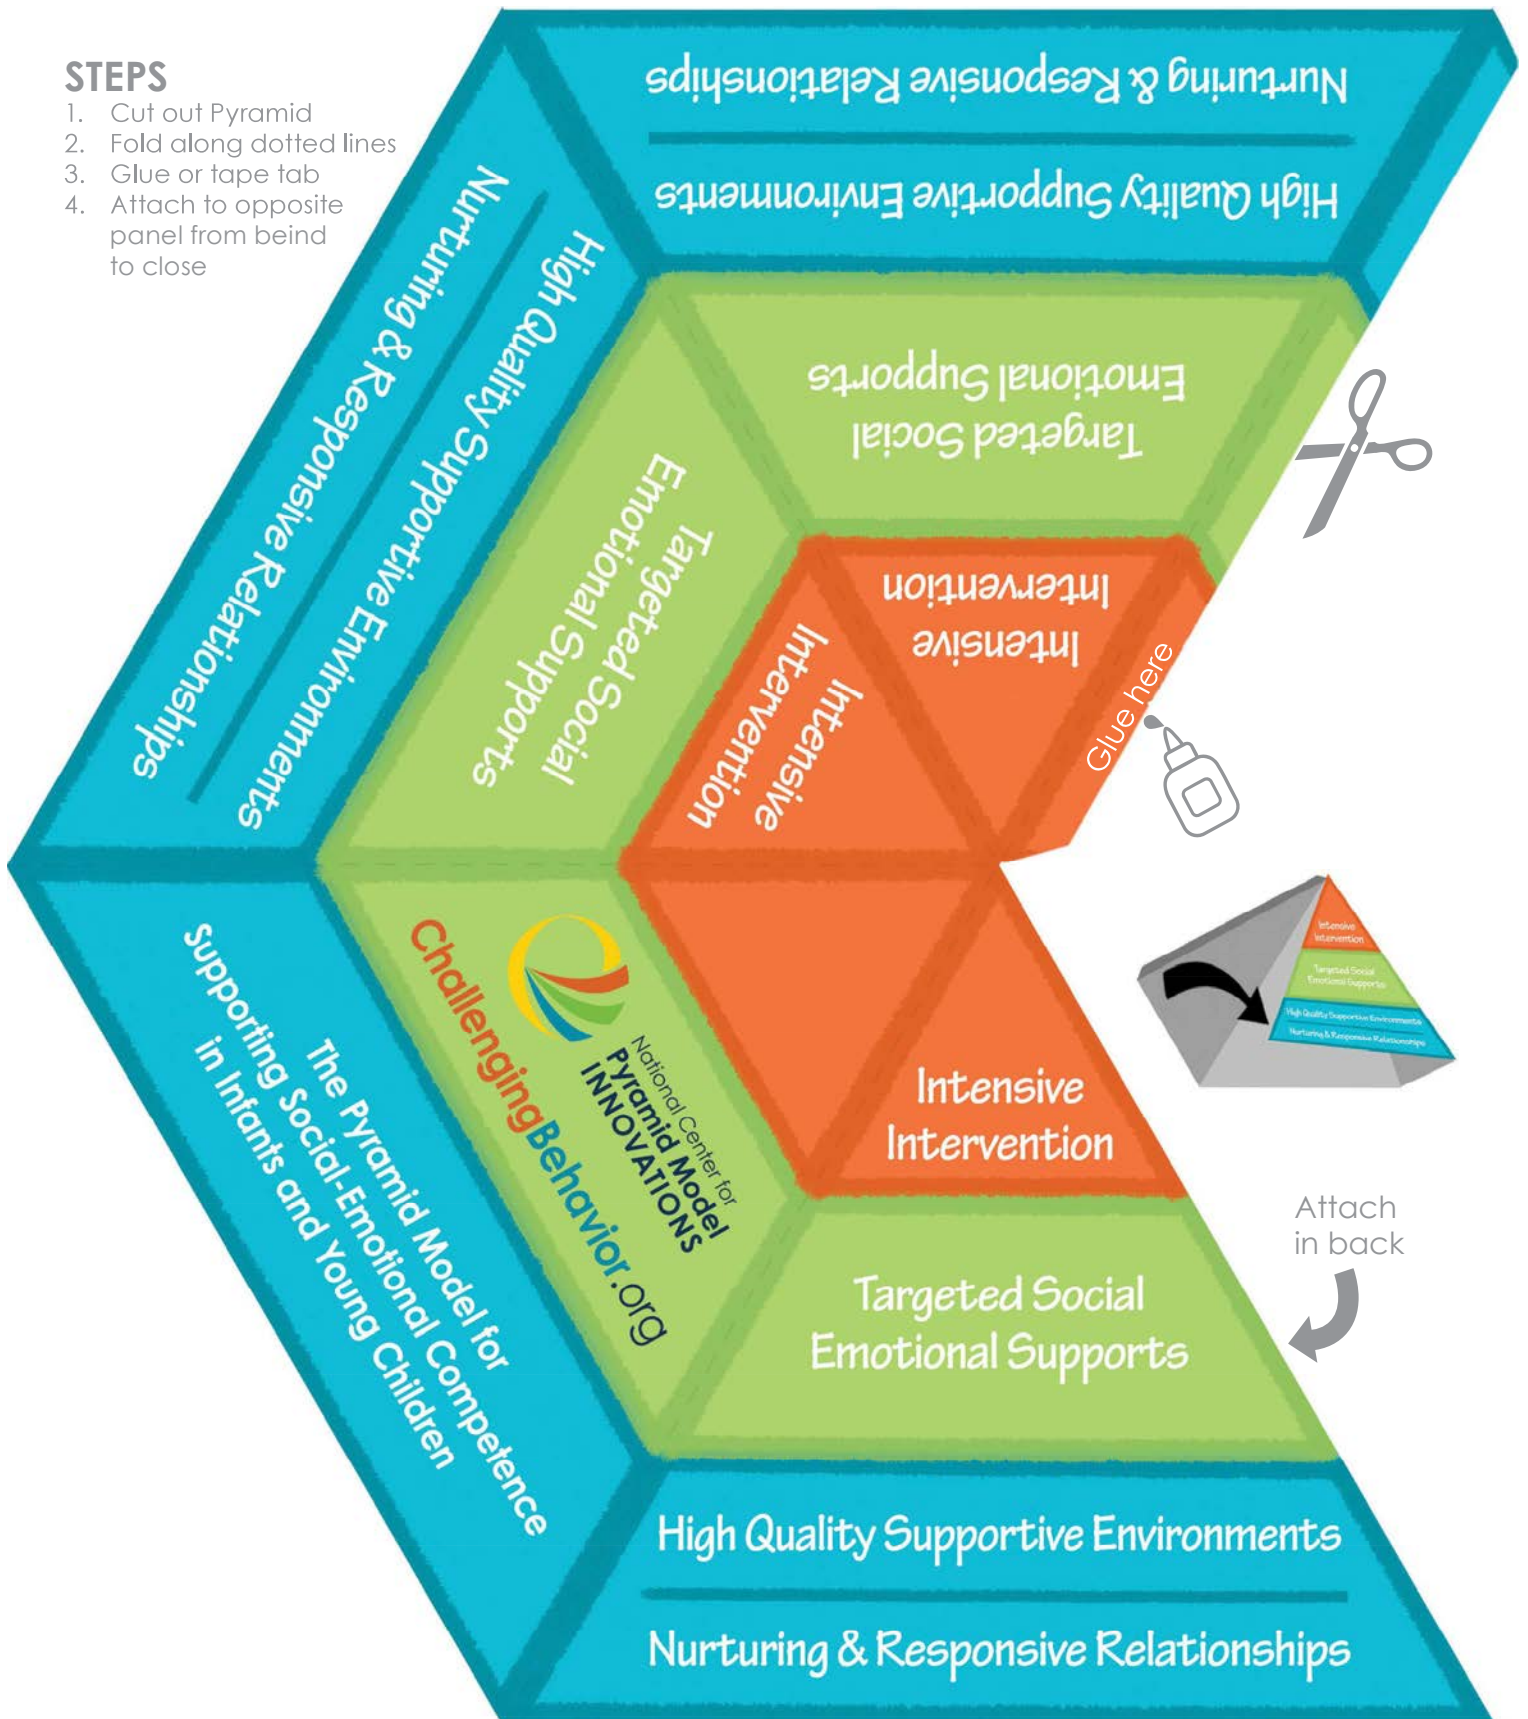 STEPS
1. Cut out Pyramid
2. Fold along dotted lines
3. Glue or tape tab
4. Attach to opposite
panel from beind
to close
Nurturing & Responsive Relationships
High Quality Supportive Environments
Targeted Social
Emotional Supports
Intensive
Intervention
Nurturing & Responsive Relationships
High Quality Supportive Environments
Targeted Social
Emotional Supports
Intensive
Intervention
Glue here
Intensive
Intervention
Targeted Social
Emotional Supports
High Quality Supportive Environments
Nurturing & Responsive Relationships
National Center for
Pyramid Model
INNOVATIONS
ChallengingBehavior.org
The Pyramid Model for
Supporting Social-Emotional Competence
in Infants and Young Children
Intensive
Intervention
Targeted Social
Emotional Supports
High Quality Supportive Environments
Nurturing & Responsive Relationships
Attach
in back